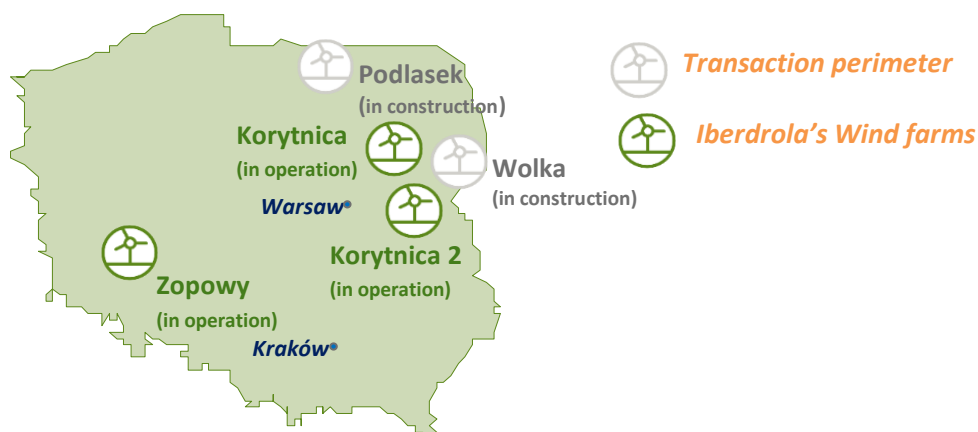 Podlasek
(in construction)
Korytnica
(in operation)
Wolka
(in construction)
Warsaw
Korytnica 2
(in operation)
Zopowy
(in operation)
Kraków
Transaction perimeter
Iberdrola's Wind farms